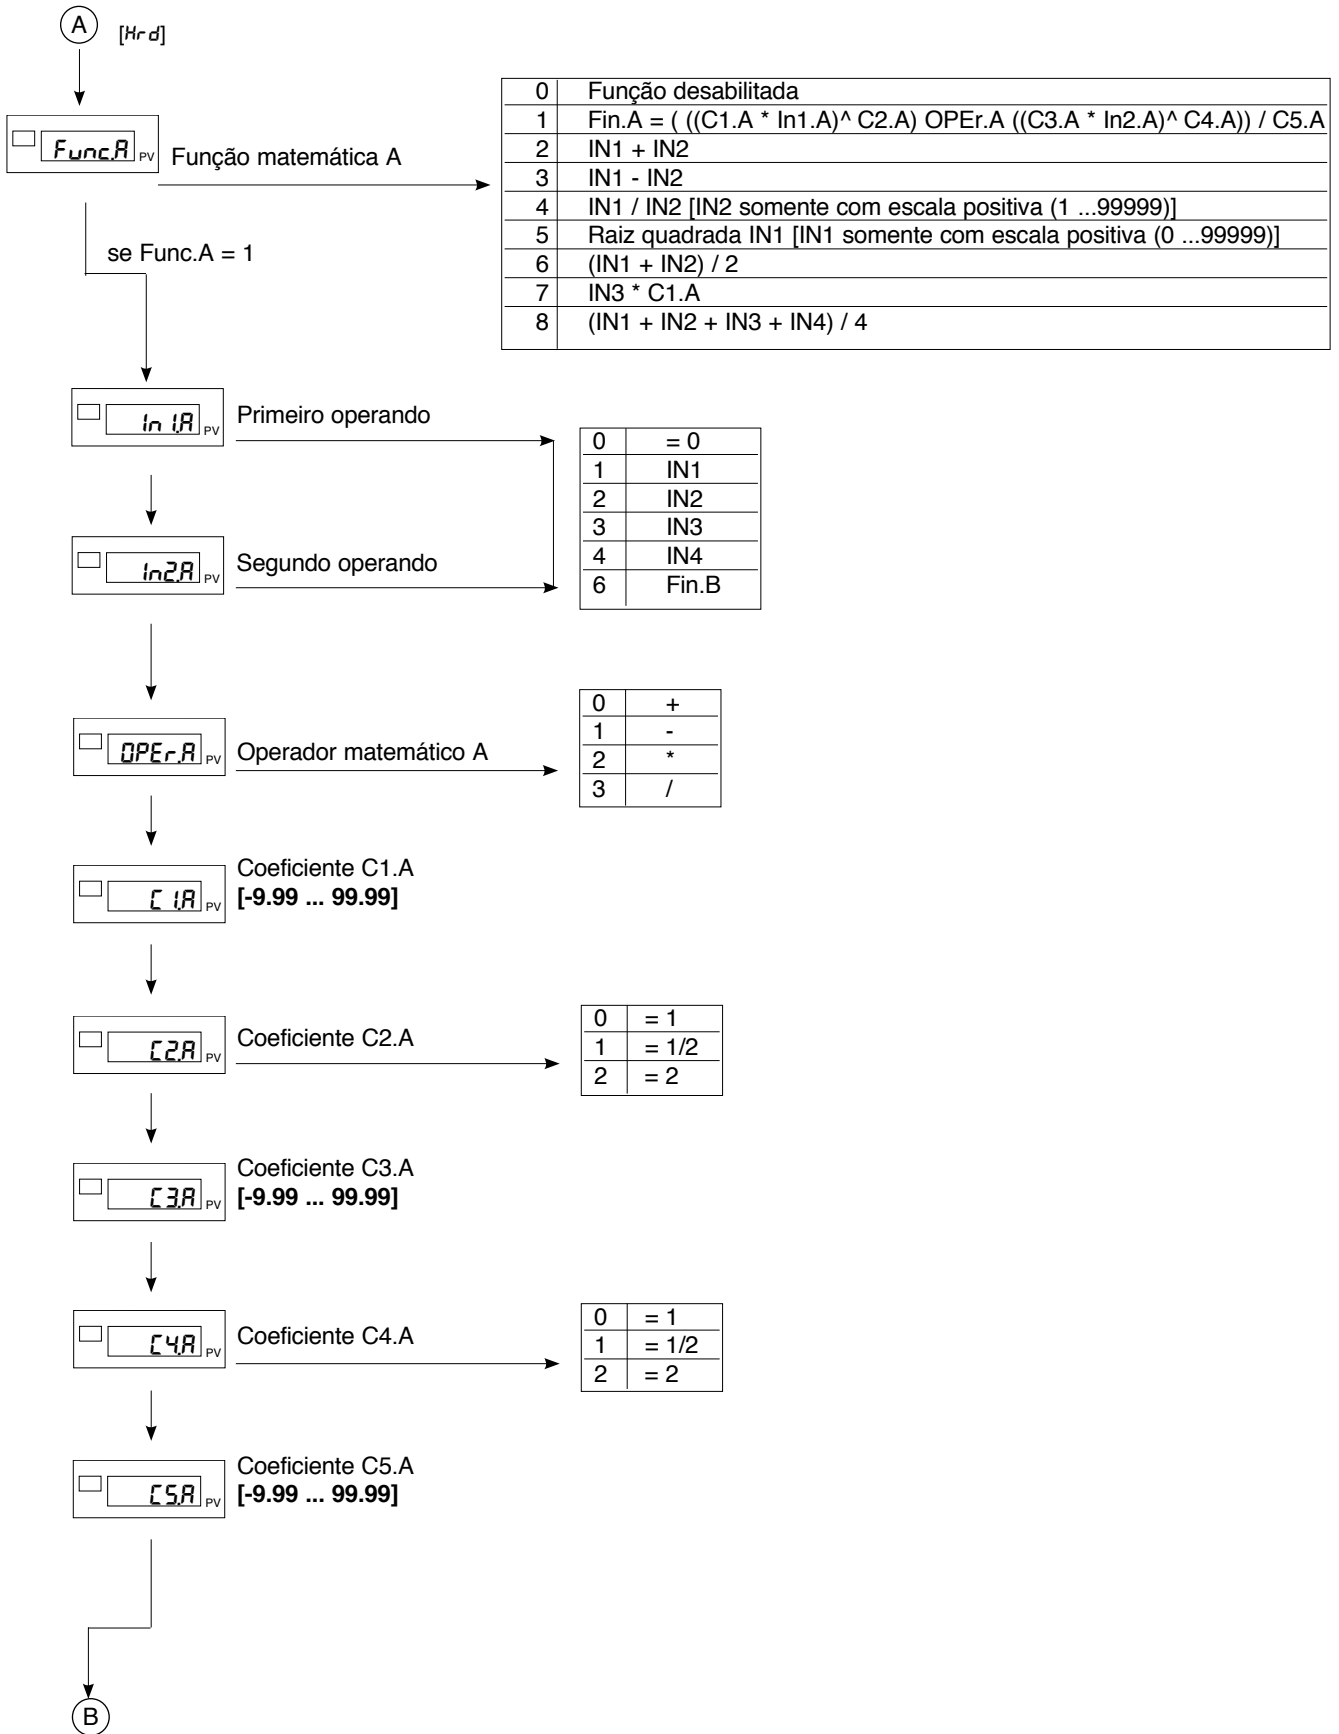 A [Hrd]
0 Função desabilitada
1 Fin.A = ( ((C1.A * In1.A)^ C2.A) OPEr.A ((C3.A * In2.A)^ C4.A)) / C5.A
2 IN1 + IN2
3 IN1 - IN2
4 IN1 / IN2 [IN2 somente com escala positiva (1 ...99999)]
5 Raiz quadrada IN1 [IN1 somente com escala positiva (0 ...99999)]
6 (IN1 + IN2) / 2
7 IN3 * C1.A
8 (IN1 + IN2 + IN3 + IN4) / 4
Func.A PV Função matemática A
se Func.A = 1
In1.A PV Primeiro operando
0 = 0
1 IN1
2 IN2
3 IN3
4 IN4
6 Fin.B
In2.A PV Segundo operando
OPEr.A PV Operador matemático A
0 +
1 -
2 *
3 /
C1.A PV Coeficiente C1.A
[-9.99 ... 99.99]
C2.A PV Coeficiente C2.A
0 = 1
1 = 1/2
2 = 2
C3.A PV Coeficiente C3.A
[-9.99 ... 99.99]
C4.A PV Coeficiente C4.A
0 = 1
1 = 1/2
2 = 2
C5.A PV Coeficiente C5.A
[-9.99 ... 99.99]
B